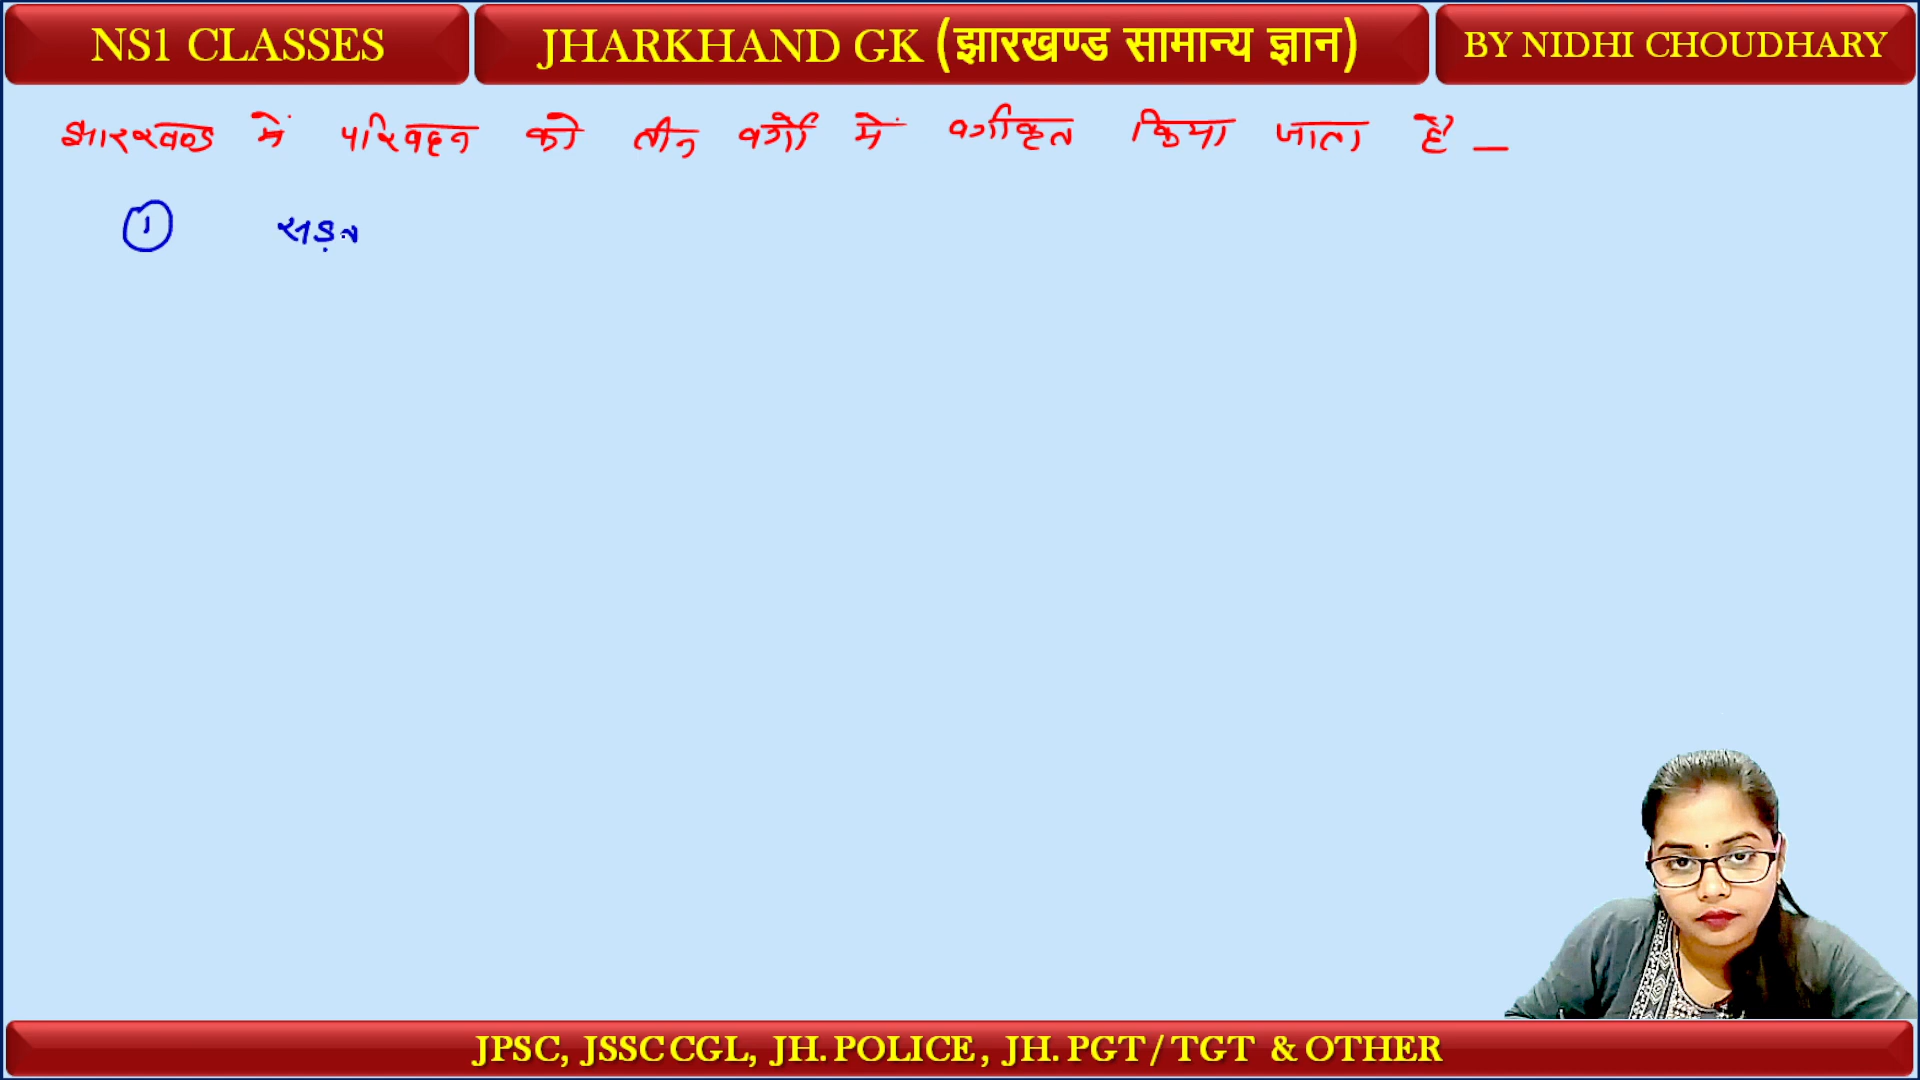 NS1 CLASSES
JHARKHAND GK (झारखण्ड सामान्य ज्ञान)
BY NIDHI CHOUDHARY
झारखण्ड में परिवहन को तीन वर्गो में वर्गीकृत किया जाता है –
1 सड़क
JPSC, JSSC CGL, JH. POLICE, JH. PGT / TGT & OTHER